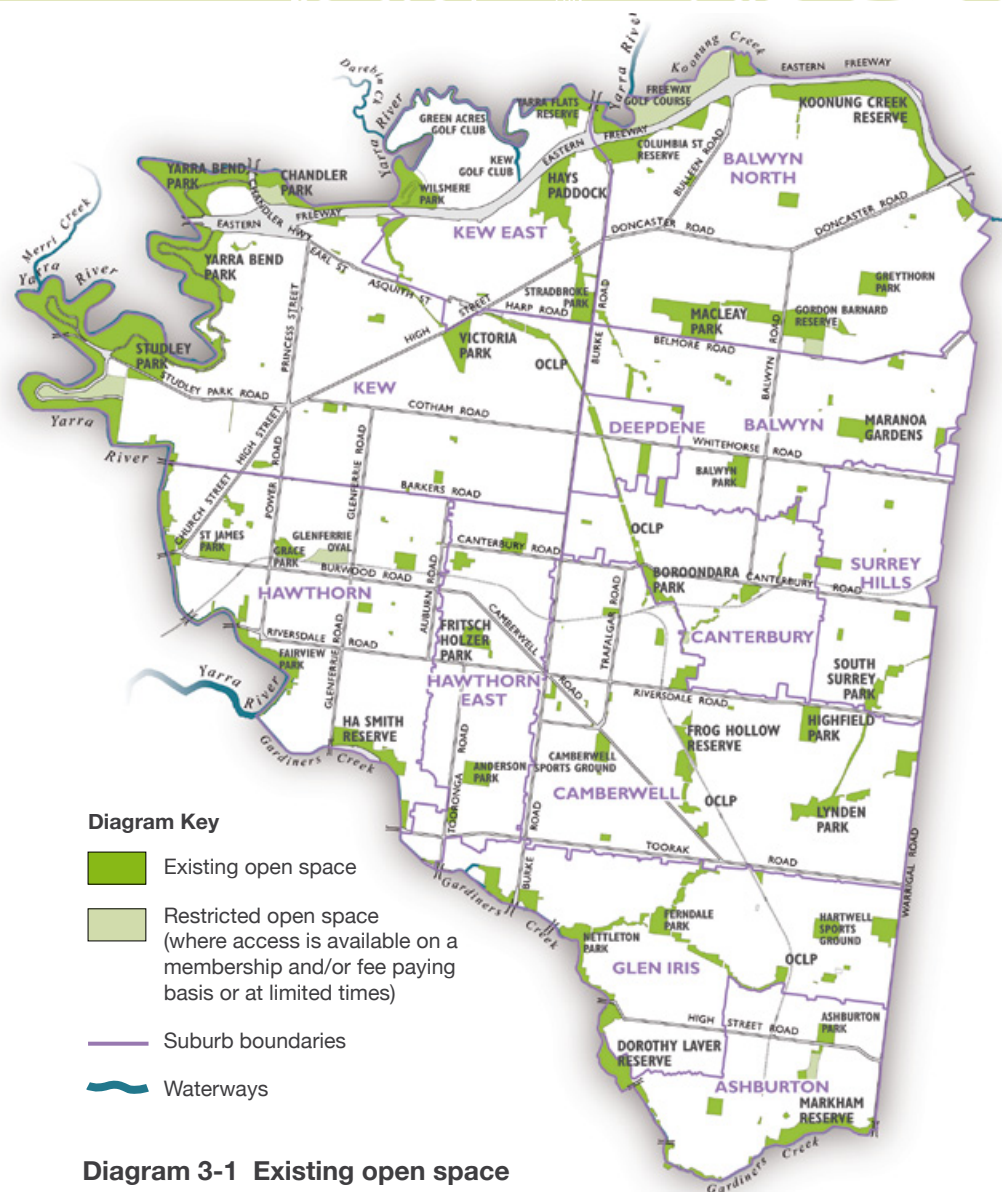 Yarra River
Koonung Creek
EASTERN FREEWAY
Darebin Ck
Yarra River
YARRA FLATS
RESERVE
FREEWAY
GOLF COURSE
KOONUNG CREEK
RESERVE
GREEN ACRES
GOLF CLUB
EASTERN FREEWAY
COLUMBIA ST
RESERVE
BULLEEN ROAD
BALWYN
NORTH
KEW
GOLF CLUB
YARRA BEND
PARK
CHANDLER
PARK
WILSMERE
PARK
HAYS
PADDOCK
CHANDLER HWY
EASTERN FREEWAY
KEW EAST
DONCASTER ROAD
DONCASTER ROAD
Merri Creek
Yarra River
YARRA BEND
PARK
EARL ST
ASQUITH ST
GREYTHORN
PARK
PRINCESS STREET
HIGH STREET
STRADBROKE
PARK
HARP ROAD
BURKE ROAD
MACLEAY
PARK
GORDON BARNARD
RESERVE
BALWYN ROAD
VICTORIA
PARK
BELMORE ROAD
STUDLEY
PARK
OCLP
STUDLEY PARK ROAD
KEW
COTHAM ROAD
Yarra River
HIGH STREET
CHURCH STREET
DEEPDENE
BALWYN
MARANOA
GARDENS
WHITEHORSE ROAD
BALWYN
PARK
POWER ROAD
GLENFERRIE ROAD
BARKERS ROAD
OCLP
ST JAMES
PARK
GLENFERRIE
OVAL
GRACE
PARK
CANTERBURY ROAD
BURWOOD ROAD
BOROONDARA
PARK
CANTERBURY ROAD
SURREY
HILLS
HAWTHORN
AUBURN ROAD
CAMBERWELL ROAD
TRAFALGAR ROAD
RIVERSDALE ROAD
FRITSCH
HOLZER
PARK
CANTERBURY
FAIRVIEW
PARK
Yarra River
GLENFERRIE ROAD
HAWTHORN
EAST
RIVERSDALE ROAD
SOUTH
SURREY
PARK
HA SMITH
RESERVE
Gardiners Creek
FROG HOLLOW
RESERVE
HIGHFIELD
PARK
TOORONGA ROAD
ANDERSON
PARK
CAMBERWELL
SPORTS GROUND
CAMBERWELL
OCLP
LYNDEN
PARK
BURKE ROAD
TOORAK ROAD
WARRIGAL ROAD
Gardiners Creek
FERNDALE
PARK
NETTLETON
PARK
HARTWELL
SPORTS
GROUND
GLEN IRIS
OCLP
HIGH STREET ROAD
ASHBURTON
PARK
DOROTHY LAVER
RESERVE
ASHBURTON
MARKHAM
RESERVE
Gardiners Creek
Diagram Key
Existing open space
Restricted open space
(where access is available on a
membership and/or fee paying
basis or at limited times)
Suburb boundaries
Waterways
Diagram 3-1 Existing open space